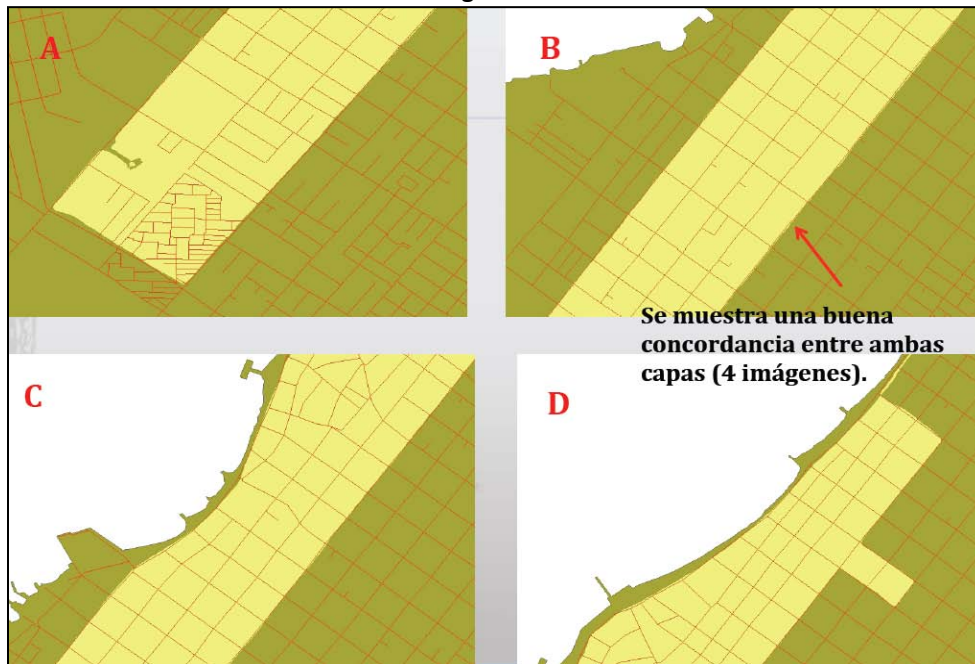 A
B
Se muestra una buena
concordancia entre ambas
capas (4 imágenes).
C
D